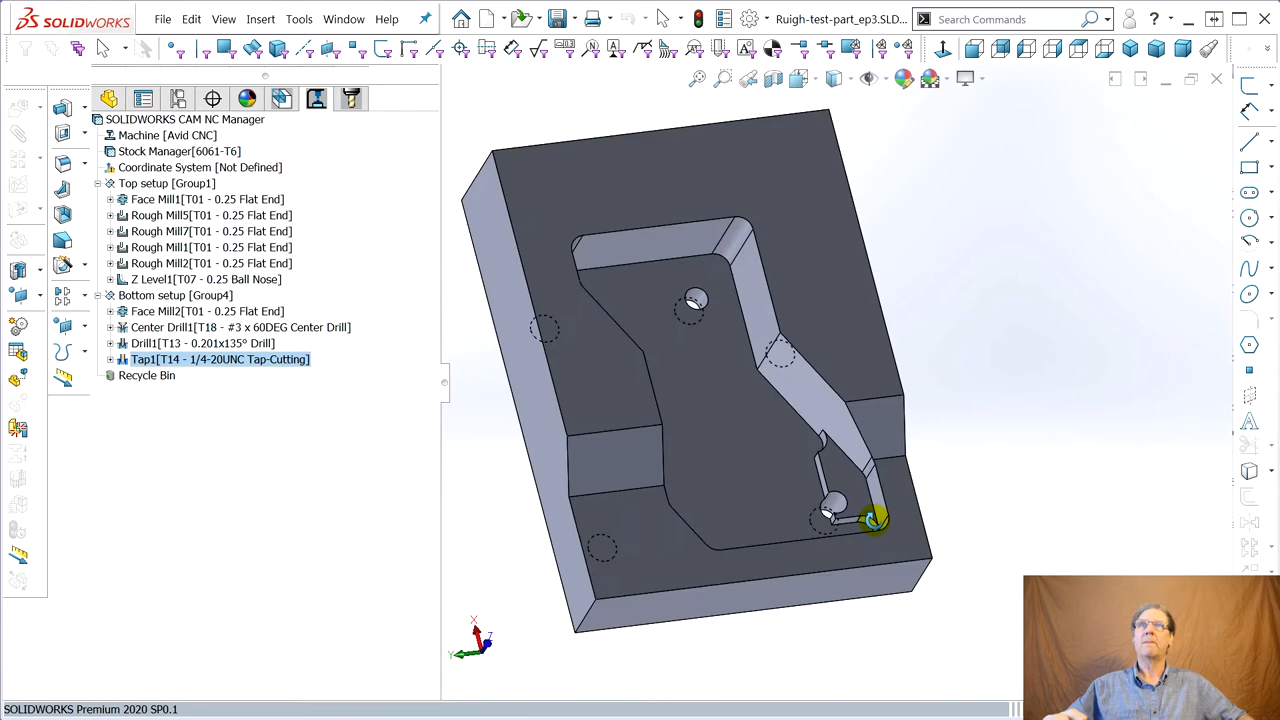 SOLIDWORKS File Edit View Insert Tools Window Help Ruigh-test-part_ep3.SLD... Search Commands ?
SOLIDWORKS CAM NC Manager
Machine [Avid CNC]
Stock Manager[6061-T6]
Coordinate System [Not Defined]
Top setup [Group1]
Face Mill1[T01 - 0.25 Flat End]
Rough Mill5[T01 - 0.25 Flat End]
Rough Mill7[T01 - 0.25 Flat End]
Rough Mill1[T01 - 0.25 Flat End]
Rough Mill2[T01 - 0.25 Flat End]
Z Level1[T07 - 0.25 Ball Nose]
Bottom setup [Group4]
Face Mill2[T01 - 0.25 Flat End]
Center Drill1[T18 - #3 x 60DEG Center Drill]
Drill1[T13 - 0.201x135° Drill]
Tap1[T14 - 1/4-20UNC Tap-Cutting]
Recycle Bin
X
Z
Y
SOLIDWORKS Premium 2020 SP0.1